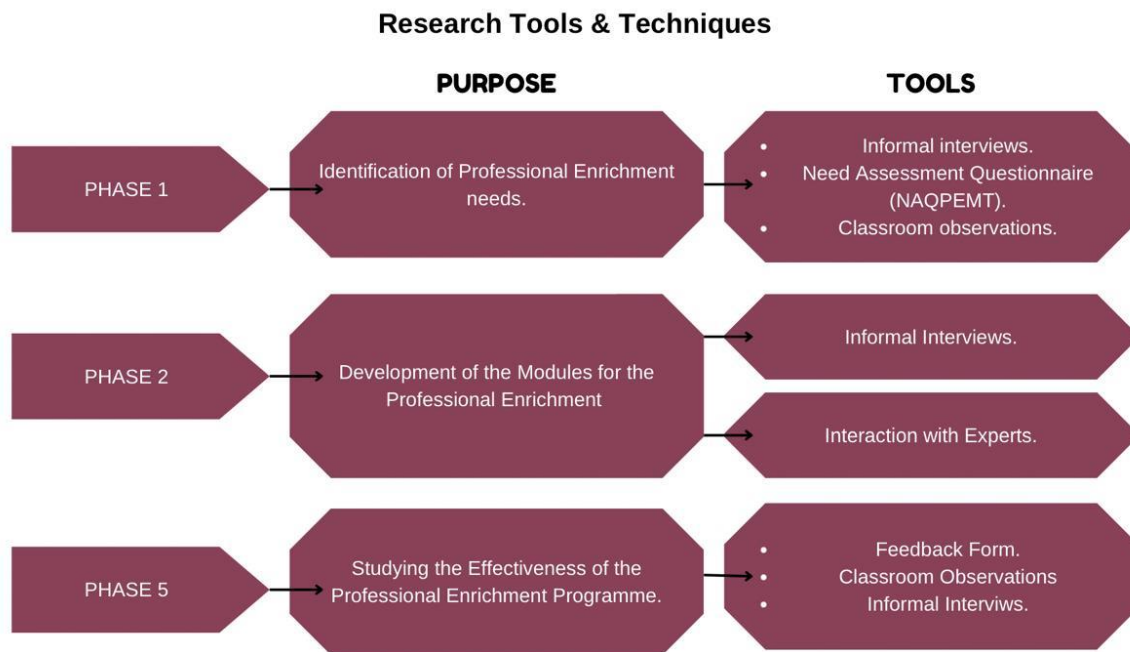 Research Tools & Techniques
PURPOSE
TOOLS
PHASE 1
Identification of Professional Enrichment
needs.
• Informal interviews.
• Need Assessment Questionnaire
(NAQPEMT).
• Classroom observations.
PHASE 2
Development of the Modules for the
Professional Enrichment
Informal Interviews.
Interaction with Experts.
PHASE 5
Studying the Effectiveness of the
Professional Enrichment Programme.
• Feedback Form.
• Classroom Observations
• Informal Interviws.